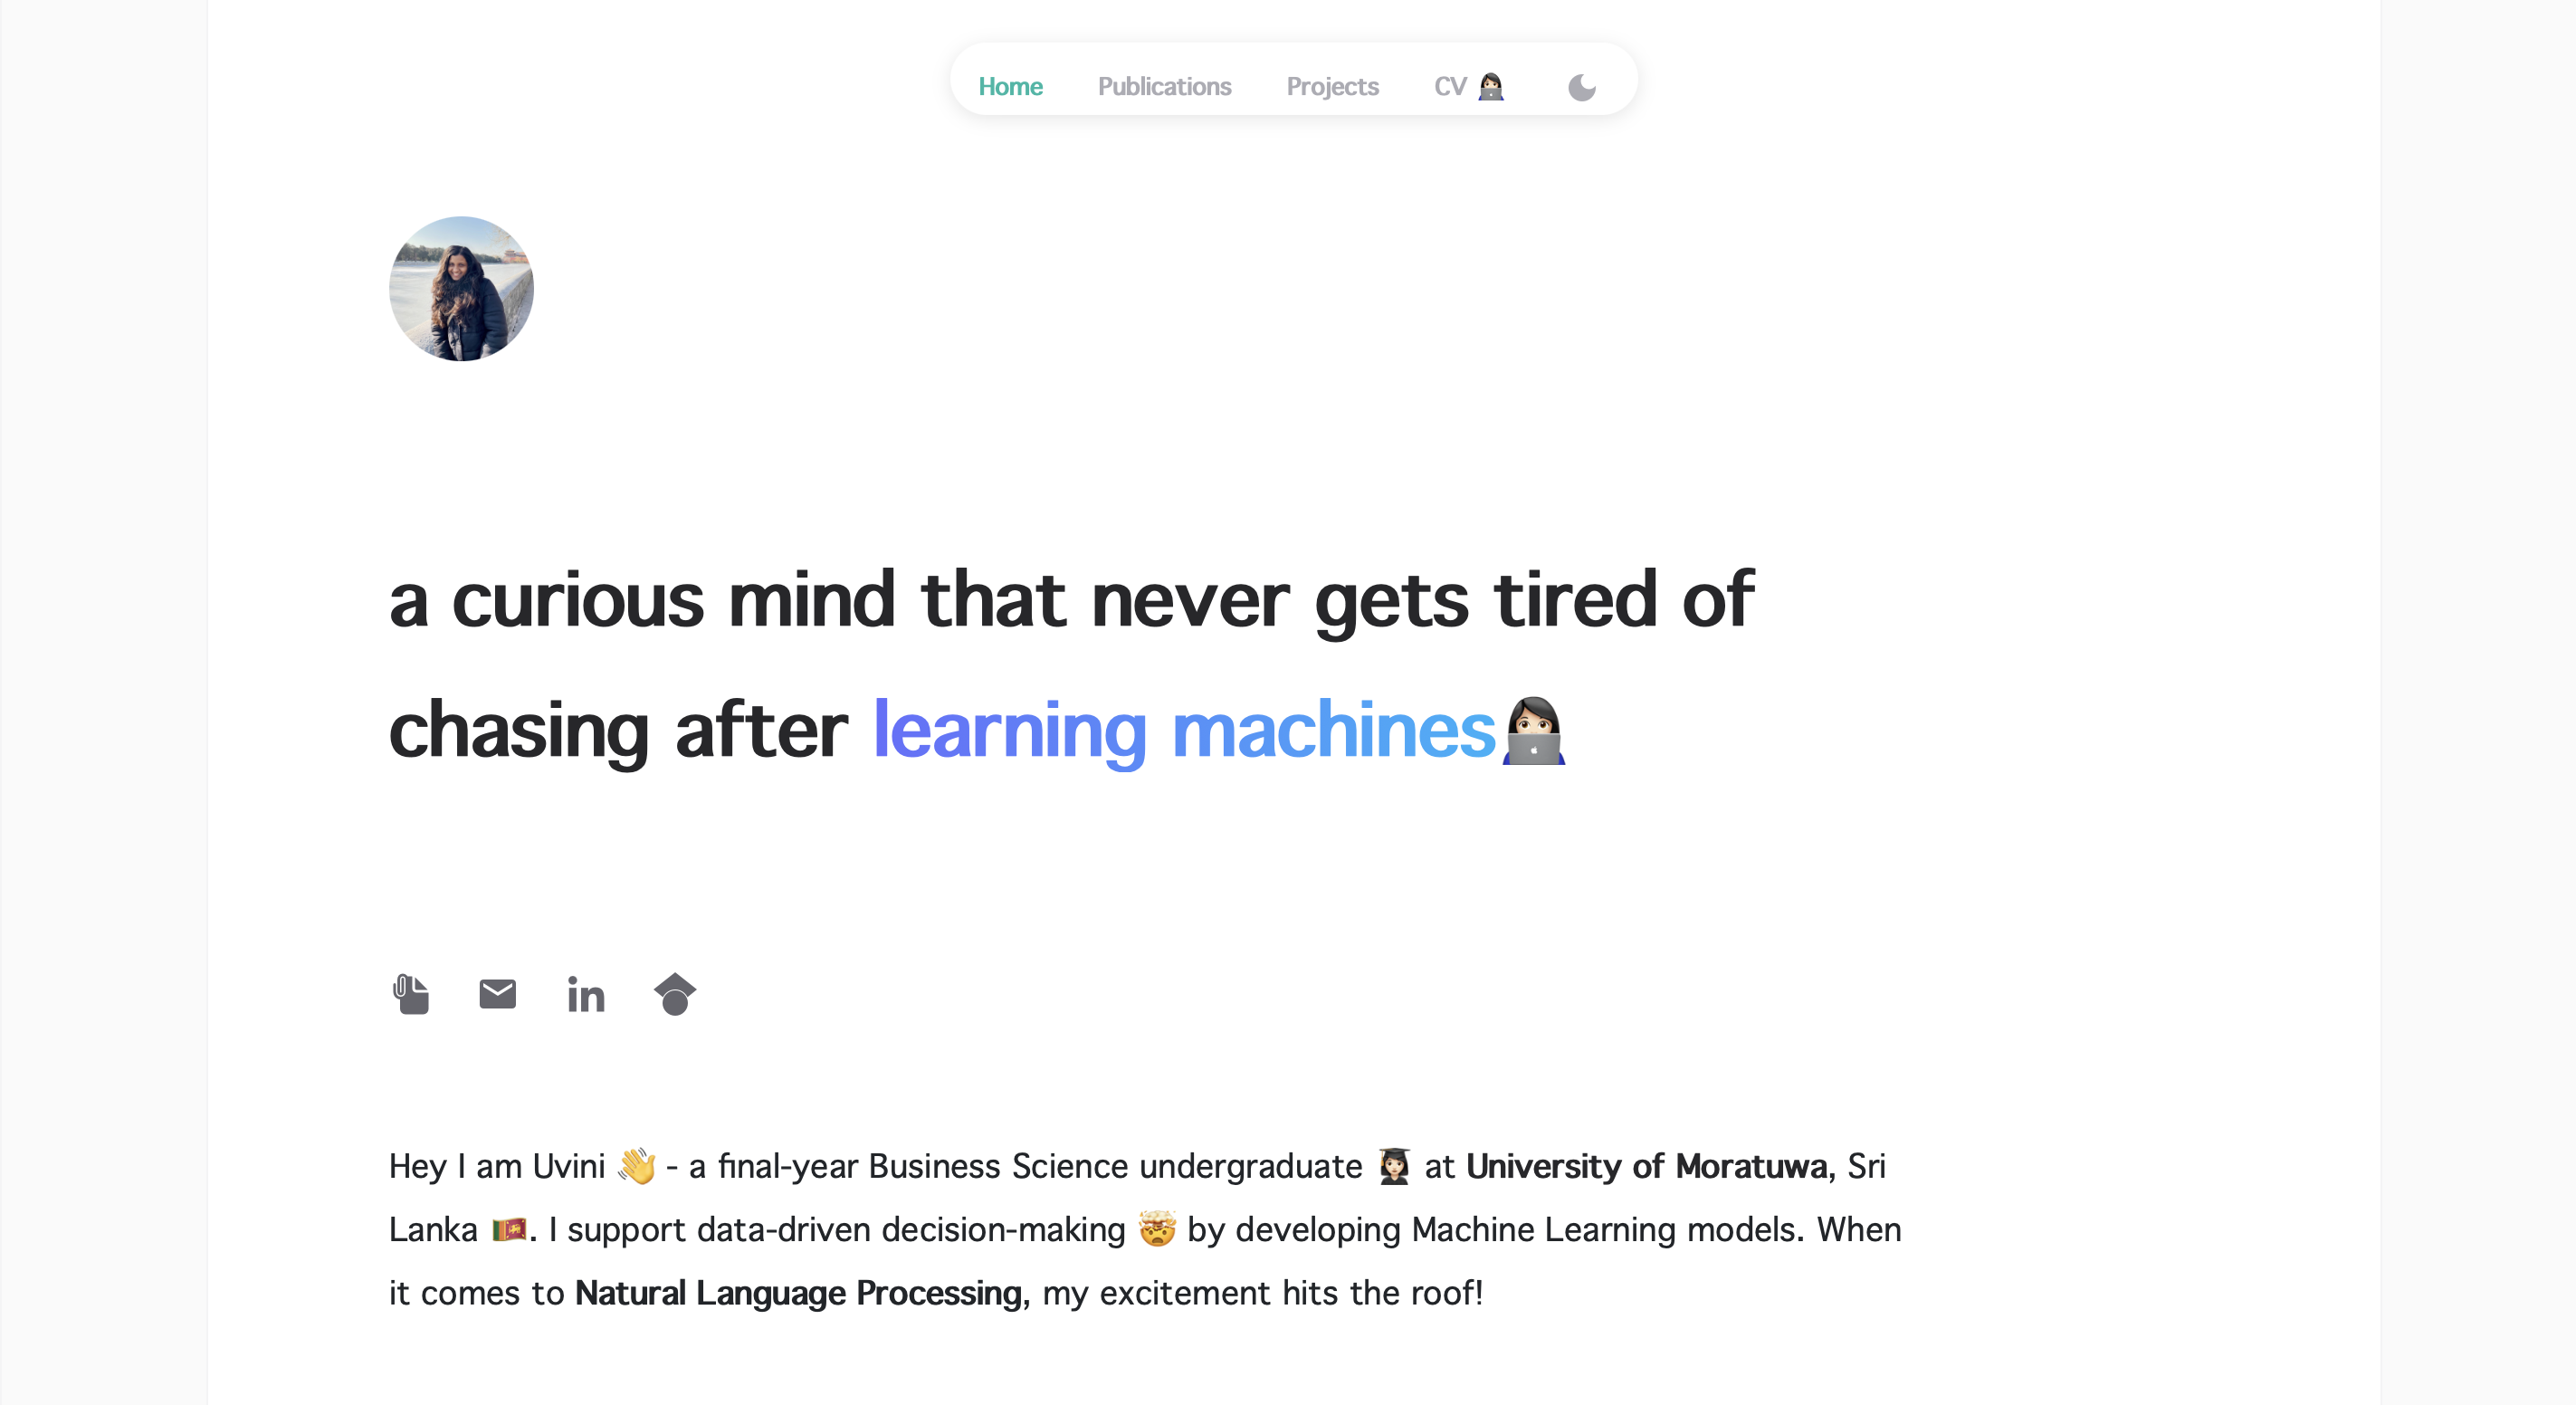 Home Publications Projects CV 👩🏻‍💻
a curious mind that never gets tired of
chasing after learning machines👩🏻‍💻
in
Hey I am Uvini 👋 - a final-year Business Science undergraduate 👩🏻‍🎓 at University of Moratuwa, Sri
Lanka 🇱🇰. I support data-driven decision-making 🤯 by developing Machine Learning models. When
it comes to Natural Language Processing, my excitement hits the roof!